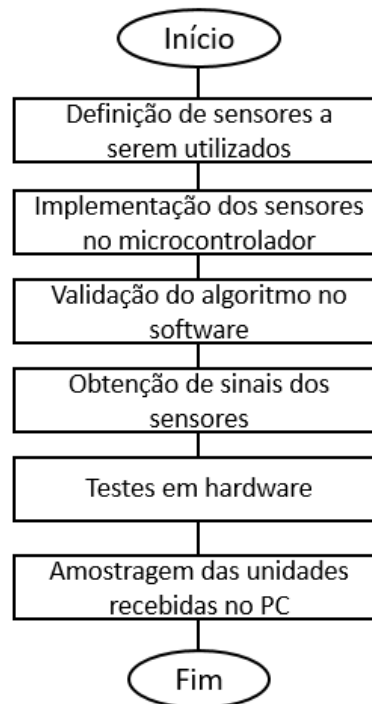 Início
Definição de sensores a
serem utilizados
Implementação dos sensores
no microcontrolador
Validação do algoritmo no
software
Obtenção de sinais dos
sensores
Testes em hardware
Amostragem das unidades
recebidas no PC
Fim